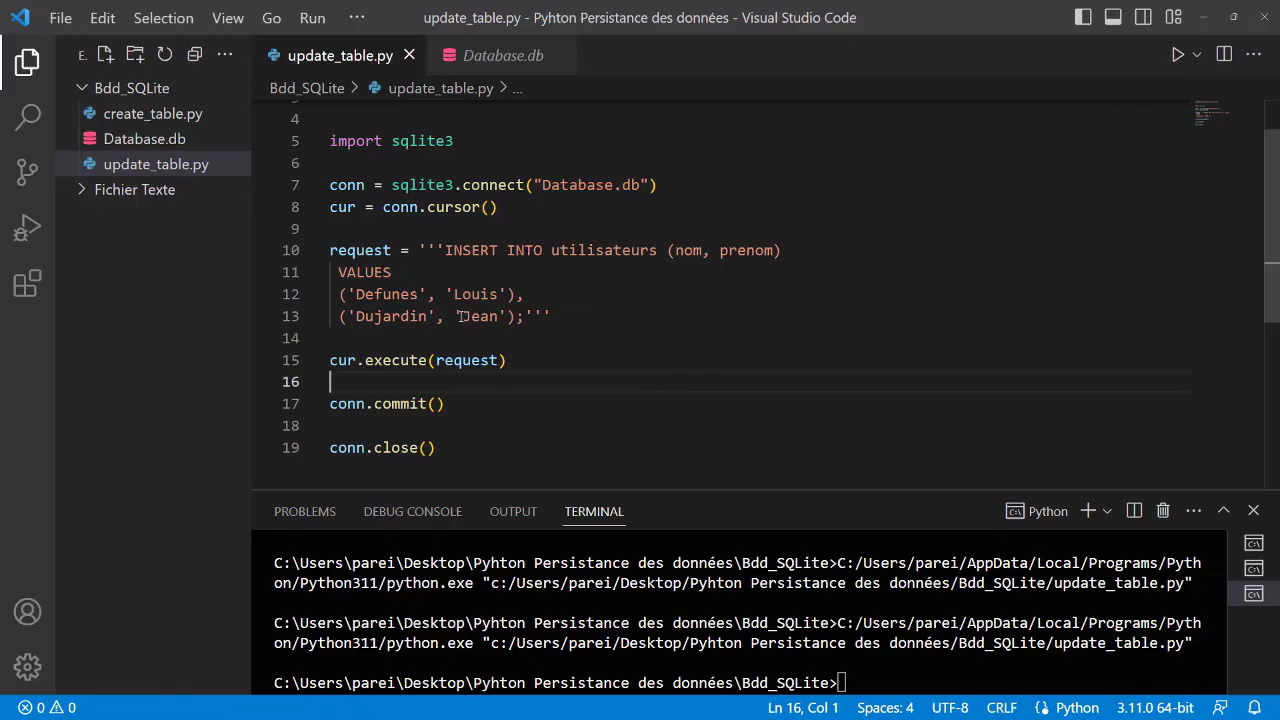 File Edit Selection View Go Run ··· update_table.py - Pyhton Persistance des données - Visual Studio Code
E. ···
update_table.py Database.db
Bdd_SQLite > update_table.py > ...
Bdd_SQLite
create_table.py
Database.db
update_table.py
Fichier Texte
4
5 import sqlite3
6
7 conn = sqlite3.connect("Database.db")
8 cur = conn.cursor()
9
10 request = '''INSERT INTO utilisateurs (nom, prenom)
11 VALUES
12 ('Defunes', 'Louis'),
13 ('Dujardin', 'Jean');'''
14
15 cur.execute(request)
16
17 conn.commit()
18
19 conn.close()
PROBLEMS DEBUG CONSOLE OUTPUT TERMINAL Python
C:\Users\parei\Desktop\Pyhton Persistance des données\Bdd_SQLite>C:/Users/parei/AppData/Local/Programs/Pyth
on/Python311/python.exe "c:/Users/parei/Desktop/Pyhton Persistance des données/Bdd_SQLite/update_table.py"
C:\Users\parei\Desktop\Pyhton Persistance des données\Bdd_SQLite>C:/Users/parei/AppData/Local/Programs/Pyth
on/Python311/python.exe "c:/Users/parei/Desktop/Pyhton Persistance des données/Bdd_SQLite/update_table.py"
C:\Users\parei\Desktop\Pyhton Persistance des données\Bdd_SQLite>
0 0 Ln 16, Col 1 Spaces: 4 UTF-8 CRLF Python 3.11.0 64-bit